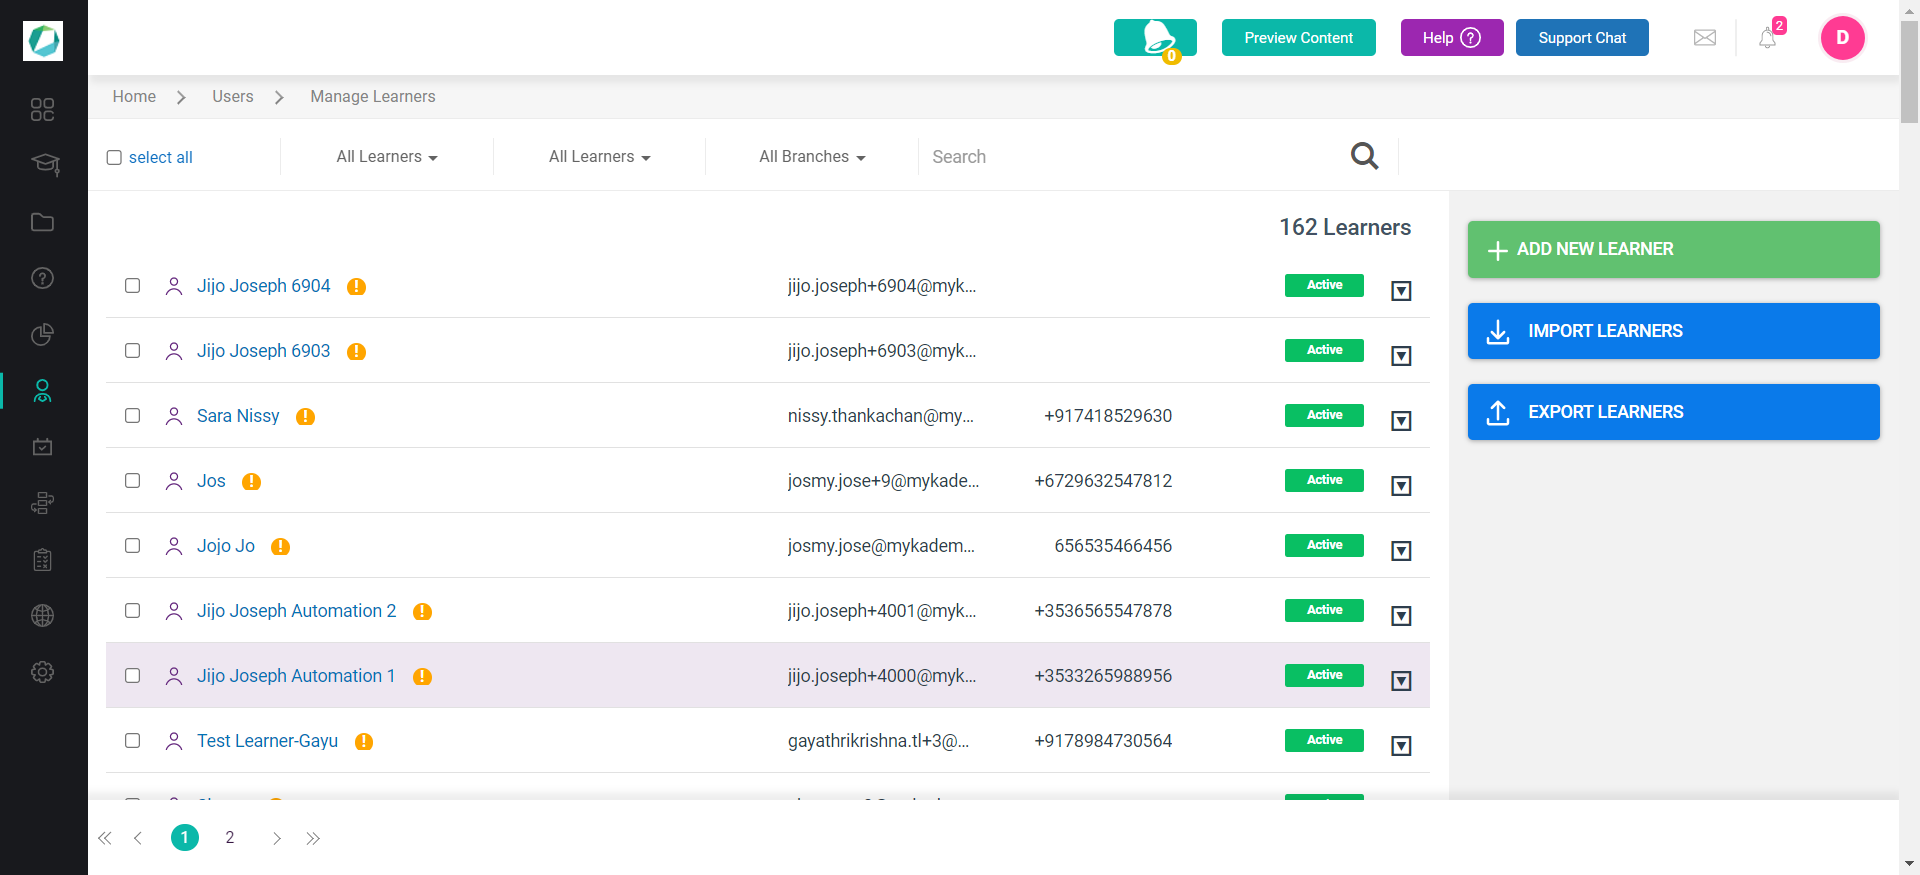 0
Preview Content
Help ?
Support Chat
2
D
Home
Users
Manage Learners
select all
All Learners
All Learners
All Branches
Search
162 Learners
Jijo Joseph 6904 ! jijo.joseph+6904@myk... Active
Jijo Joseph 6903 ! jijo.joseph+6903@myk... Active
Sara Nissy ! nissy.thankachan@my... +917418529630 Active
Jos ! josmy.jose+9@mykade... +6729632547812 Active
Jojo Jo ! josmy.jose@mykadem... 656535466456 Active
Jijo Joseph Automation 2 ! jijo.joseph+4001@myk... +3536565547878 Active
Jijo Joseph Automation 1 ! jijo.joseph+4000@myk... +3533265988956 Active
Test Learner-Gayu ! gayathrikrishna.tl+3@... +9178984730564 Active
+ ADD NEW LEARNER
IMPORT LEARNERS
EXPORT LEARNERS
1 2